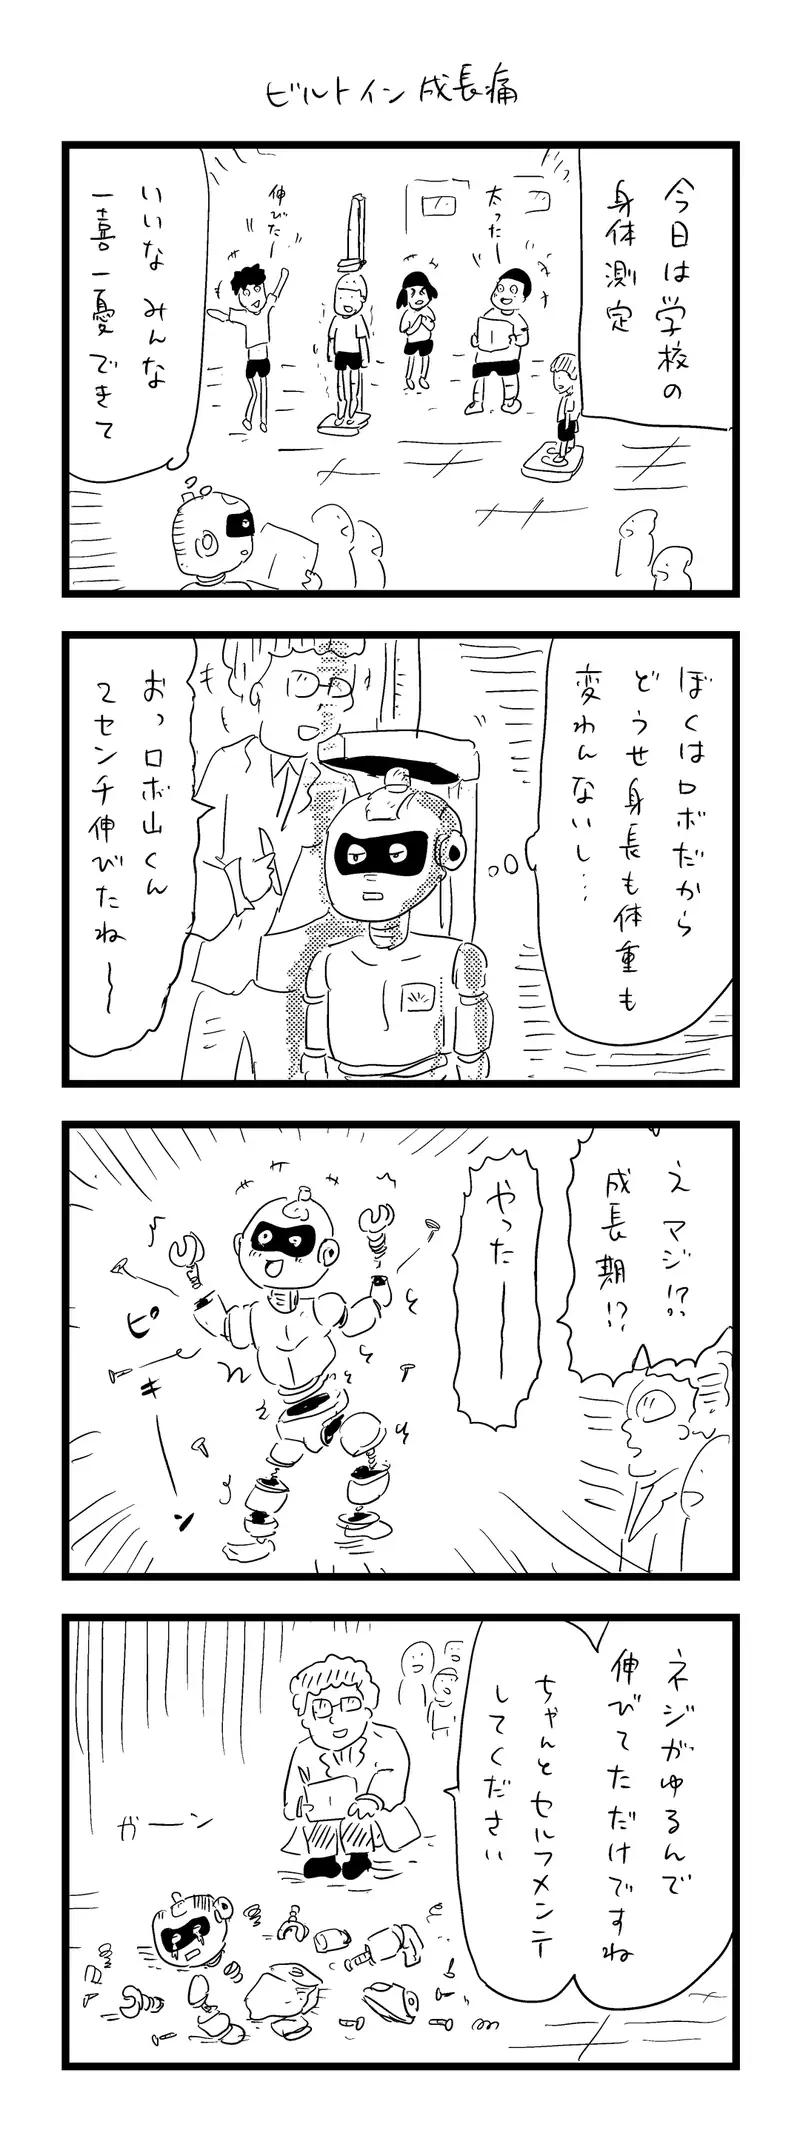 ビルトイン成長痛
今日は学校の
身体測定
太ったー
伸びたー
いいな みんな
一喜一憂できて
ぼくはロボだから
どうせ身長も体重も
変わんないし…
おっロボ山くん
2センチ伸びたねー
え マジ!?
成長期!?
やったーーー
ピキーン
ネジがゆるんで
伸びてただけですね
ちゃんとセルフメンテ
してください
ガーン